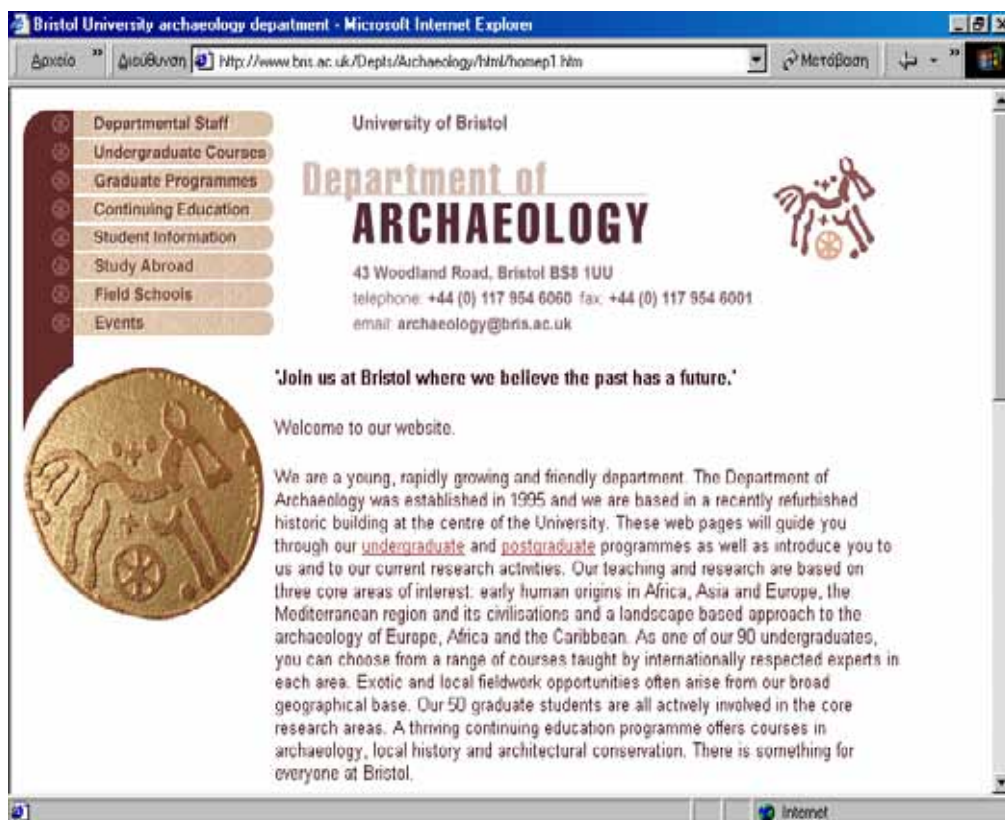 Bristol University archaeology department - Microsoft Internet Explorer
Αρχείο » Διεύθυνση http://www.bris.ac.uk/Depts/Archaeology/html/homep1.htm Μετάβαση »
Departmental Staff
Undergraduate Courses
Graduate Programmes
Continuing Education
Student Information
Study Abroad
Field Schools
Events
University of Bristol
Department of
ARCHAEOLOGY
43 Woodland Road, Bristol BS8 1UU
telephone: +44 (0) 117 954 6060 fax: +44 (0) 117 954 6001
email: archaeology@bris.ac.uk
'Join us at Bristol where we believe the past has a future.'
Welcome to our website.
We are a young, rapidly growing and friendly department. The Department of
Archaeology was established in 1995 and we are based in a recently refurbished
historic building at the centre of the University. These web pages will guide you
through our undergraduate and postgraduate programmes as well as introduce you to
us and to our current research activities. Our teaching and research are based on
three core areas of interest: early human origins in Africa, Asia and Europe, the
Mediterranean region and its civilisations and a landscape based approach to the
archaeology of Europe, Africa and the Caribbean. As one of our 90 undergraduates,
you can choose from a range of courses taught by internationally respected experts in
each area. Exotic and local fieldwork opportunities often arise from our broad
geographical base. Our 50 graduate students are all actively involved in the core
research areas. A thriving continuing education programme offers courses in
archaeology, local history and architectural conservation. There is something for
everyone at Bristol.
Internet